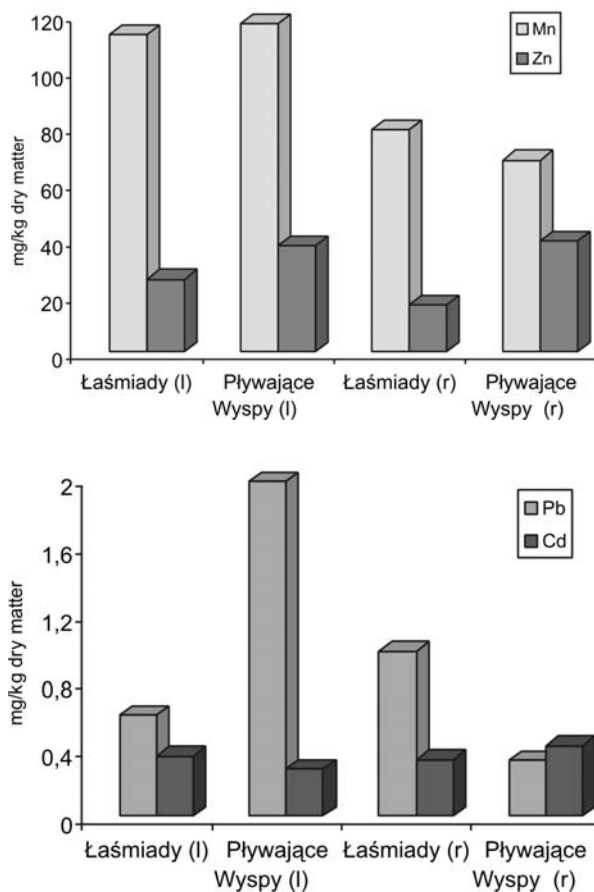 120
100
80
60
40
20
0
mg/kg dry matter
Mn
Zn
Łaśmiady (l) Pływające Łaśmiady (r) Pływające
Wyspy (l) Wyspy (r)
2
1,6
1,2
0,8
0,4
0
mg/kg dry matter
Pb
Cd
Łaśmiady (l) Pływające Łaśmiady (r) Pływające
Wyspy (l) Wyspy (r)